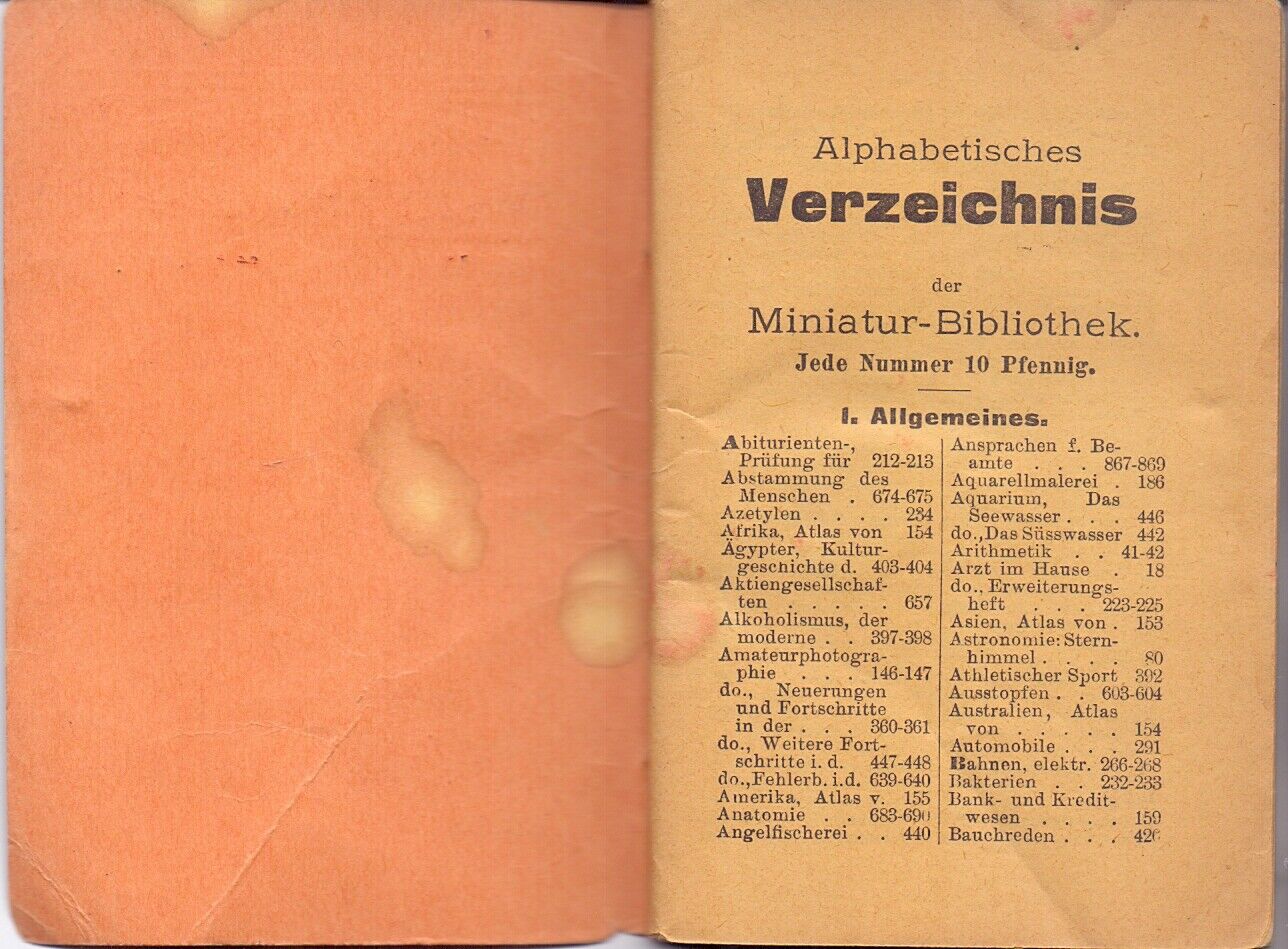 Alphabetisches
Verzeichnis
der
Miniatur-Bibliothek.
Jede Nummer 10 Pfennig.
I. Allgemeines.
Abiturienten-,
Prüfung für 212-213
Abstammung des
Menschen . 674-675
Azetylen . . . . 234
Afrika, Atlas von 154
Ägypter, Kultur-
geschichte d. 403-404
Aktiengesellschaf-
ten . . . . . 657
Alkoholismus, der
moderne . . 397-398
Amateurphotogra-
phie . . . 146-147
do., Neuerungen
und Fortschritte
in der . . . 360-361
do., Weitere Fort-
schritte i. d. 447-448
do., Fehlerb. i.d. 639-640
Amerika, Atlas v. 155
Anatomie . . 683-690
Angelfischerei . . 440
Ansprachen f. Be-
amte . . . 867-869
Aquarellmalerei . 186
Aquarium, Das
Seewasser . . . 446
do., Das Süsswasser 442
Arithmetik . . 41-42
Arzt im Hause . 18
do., Erweiterungs-
heft . . . 223-225
Asien, Atlas von . 153
Astronomie: Stern-
himmel . . . . 80
Athletischer Sport 392
Ausstopfen . . 603-604
Australien, Atlas
von . . . . . 154
Automobile . . . 291
Bahnen, elektr. 266-268
Bakterien . . 232-233
Bank- und Kredit-
wesen . . . . 159
Bauchreden . . .